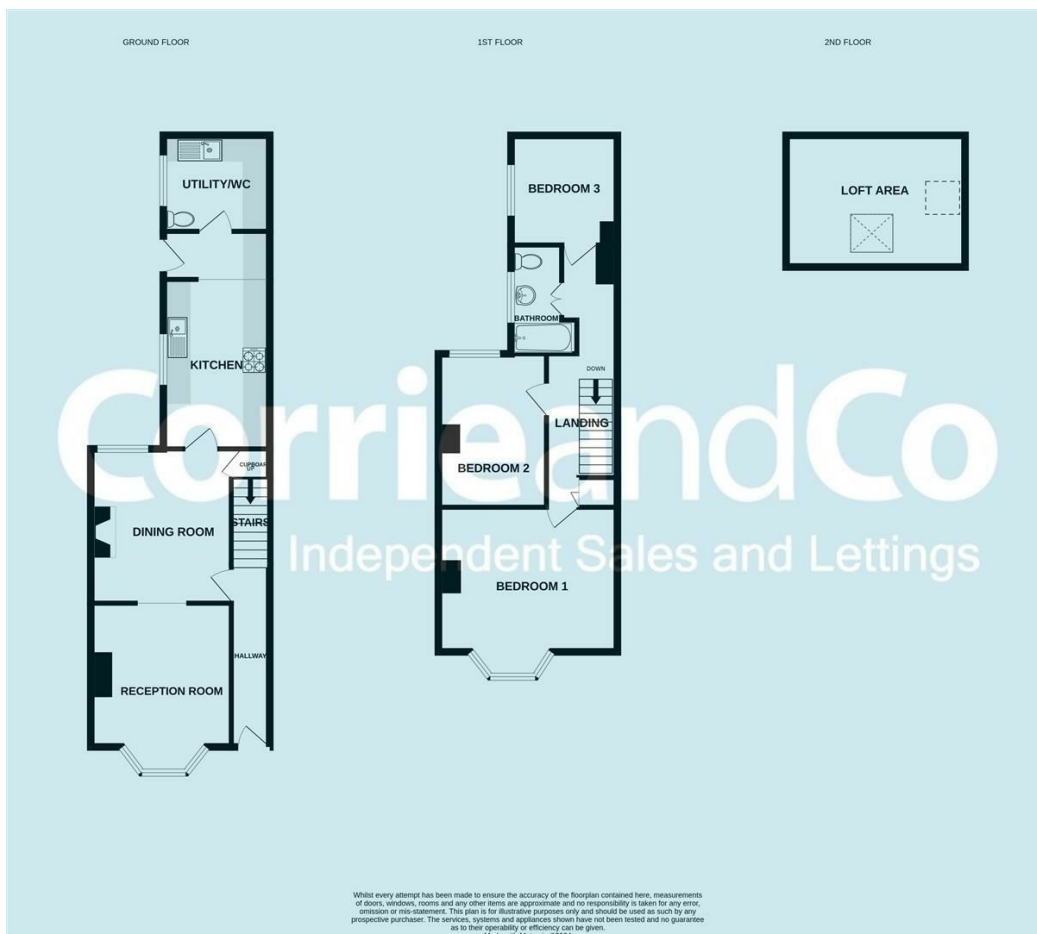 GROUND FLOOR
1ST FLOOR
2ND FLOOR
UTILITY/WC
KITCHEN
CUPBOAR
UP
STAIRS
DINING ROOM
HALLWAY
RECEPTION ROOM
BEDROOM 3
BATHROOM
DOWN
LANDING
BEDROOM 2
BEDROOM 1
LOFT AREA
CorrieandCo
Independent Sales and Lettings
Whilst every attempt has been made to ensure the accuracy of the floorplan contained here, measurements
of doors, windows, rooms and any other items are approximate and no responsibility is taken for any error,
omission or mis-statement. This plan is for illustrative purposes only and should be used as such by any
prospective purchaser. The services, systems and appliances shown have not been tested and no guarantee
as to their operability or efficiency can be given.